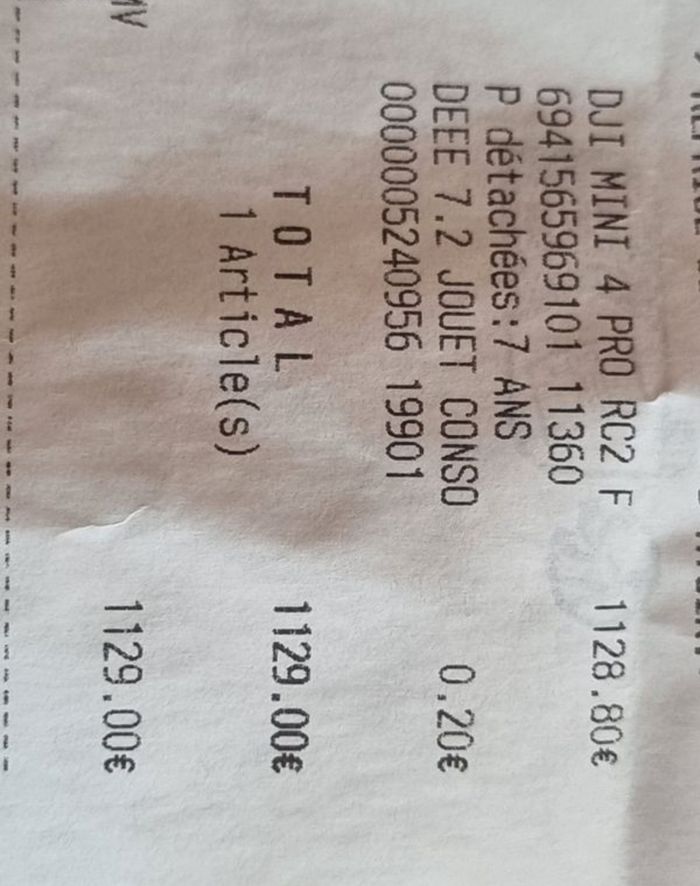 DJI MINI 4 PRO RC2 F 1128.80€
6941565969101 11360
P détachées:7 ANS
DEEE 7.2 JOUET CONSO 0,20€
0000005240956 19901
TOTAL 1129.00€
1 Article(s)
1129.00€